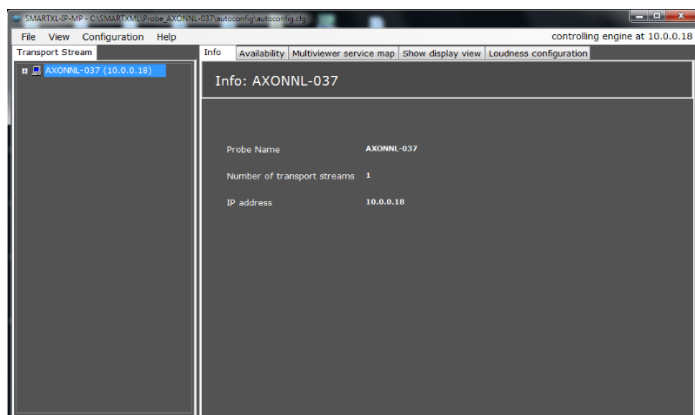 SMARTXL-IP-MP - C:\SMARTXML\Probe_AXONNL-037\autoconfig\autoconfig.cfg
File View Configuration Help
controlling engine at 10.0.0.18
Transport Stream
Info Availability Multiviewer service map Show display view Loudness configuration
AXONNL-037 (10.0.0.18)
Info: AXONNL-037
Probe Name AXONNL-037
Number of transport streams 1
IP address 10.0.0.18